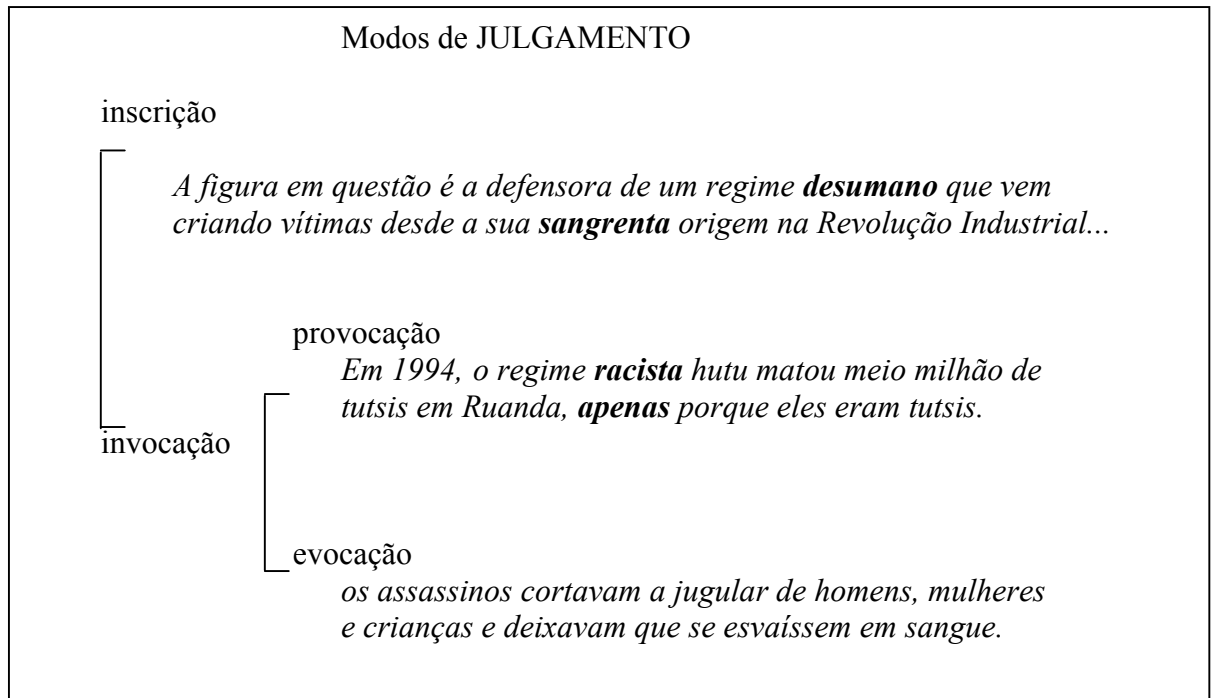 Modos de JULGAMENTO
inscrição
A figura em questão é a defensora de um regime desumano que vem
criando vítimas desde a sua sangrenta origem na Revolução Industrial...
provocação
Em 1994, o regime racista hutu matou meio milhão de
tutsis em Ruanda, apenas porque eles eram tutsis.
invocação
evocação
os assassinos cortavam a jugular de homens, mulheres
e crianças e deixavam que se esvaíssem em sangue.